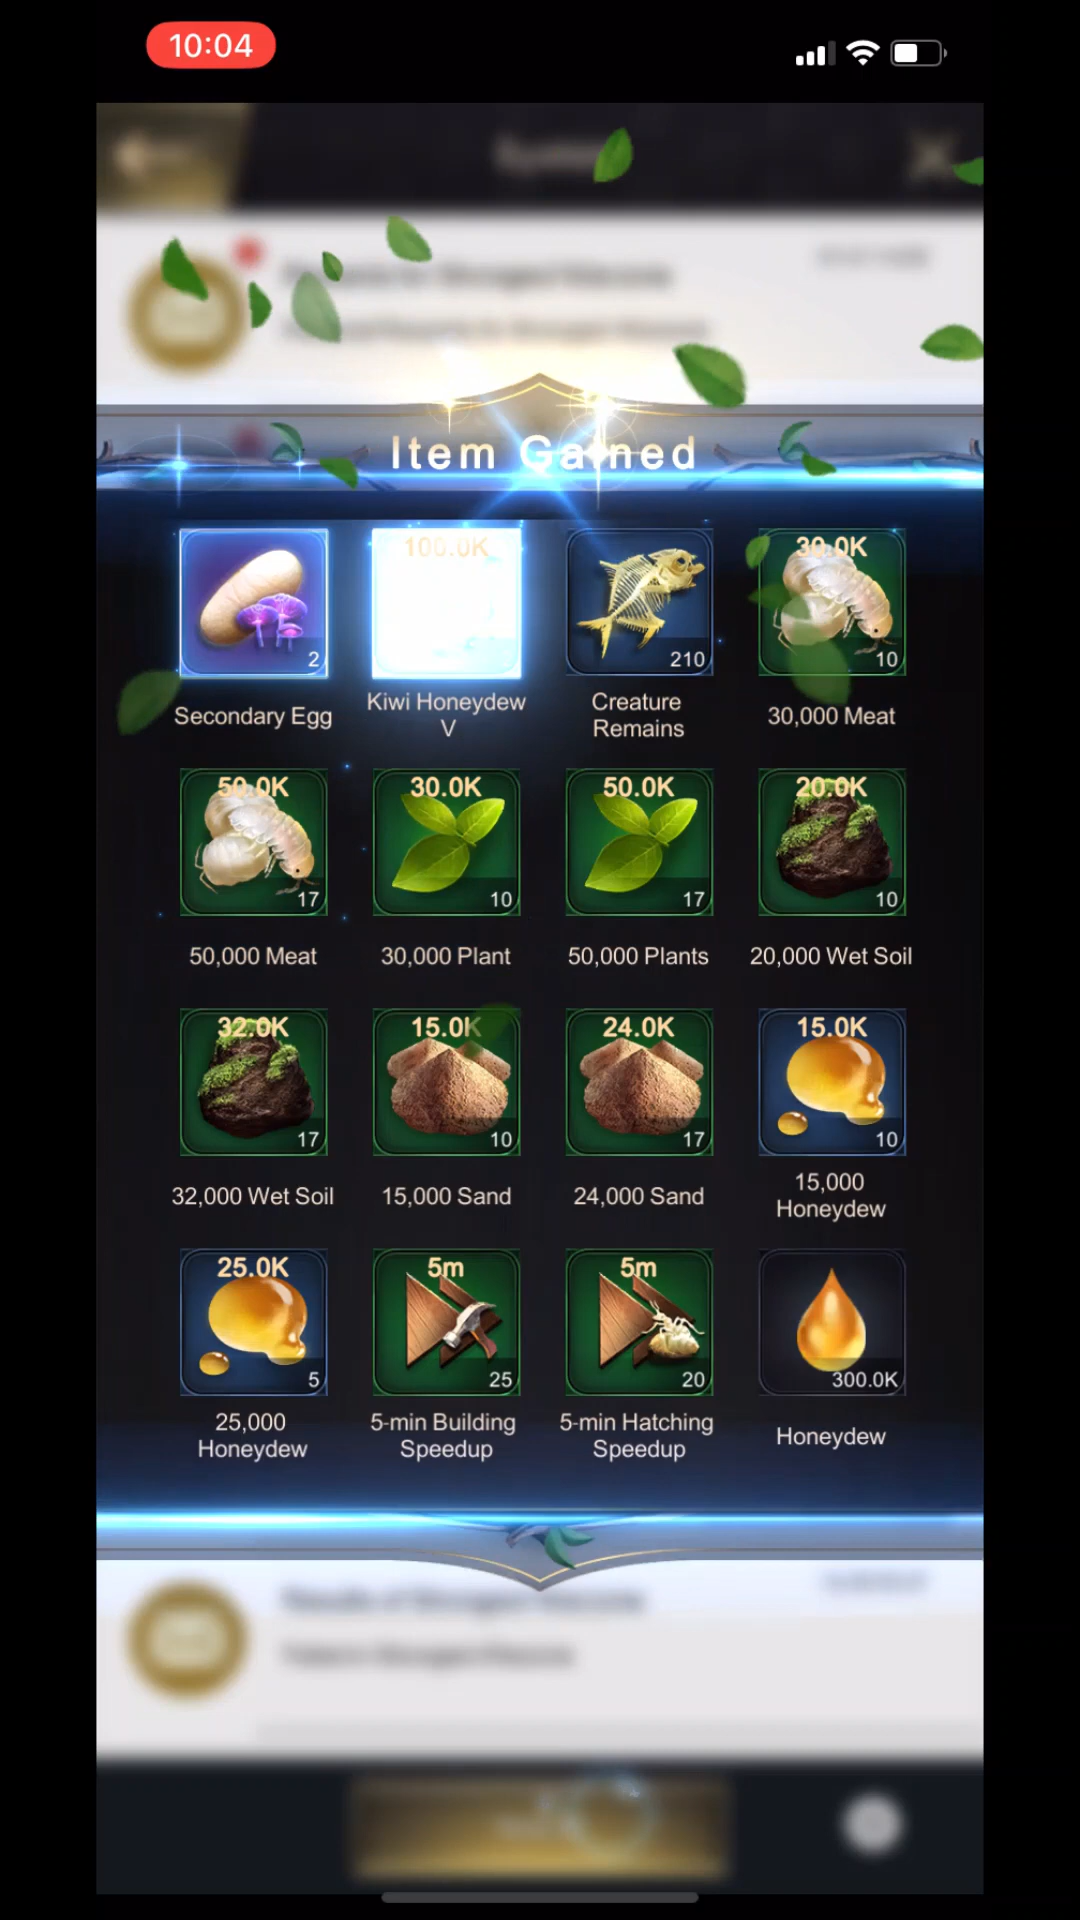 10:04
Item Gained
2
Secondary Egg
100.0K
Kiwi Honeydew
V
210
Creature
Remains
30.0K
10
30,000 Meat
50.0K
17
50,000 Meat
30.0K
10
30,000 Plant
50.0K
17
50,000 Plants
20.0K
10
20,000 Wet Soil
32.0K
17
32,000 Wet Soil
15.0K
10
15,000 Sand
24.0K
17
24,000 Sand
15.0K
10
15,000
Honeydew
25.0K
5
25,000
Honeydew
5m
25
5-min Building
Speedup
5m
20
5-min Hatching
Speedup
300.0K
Honeydew